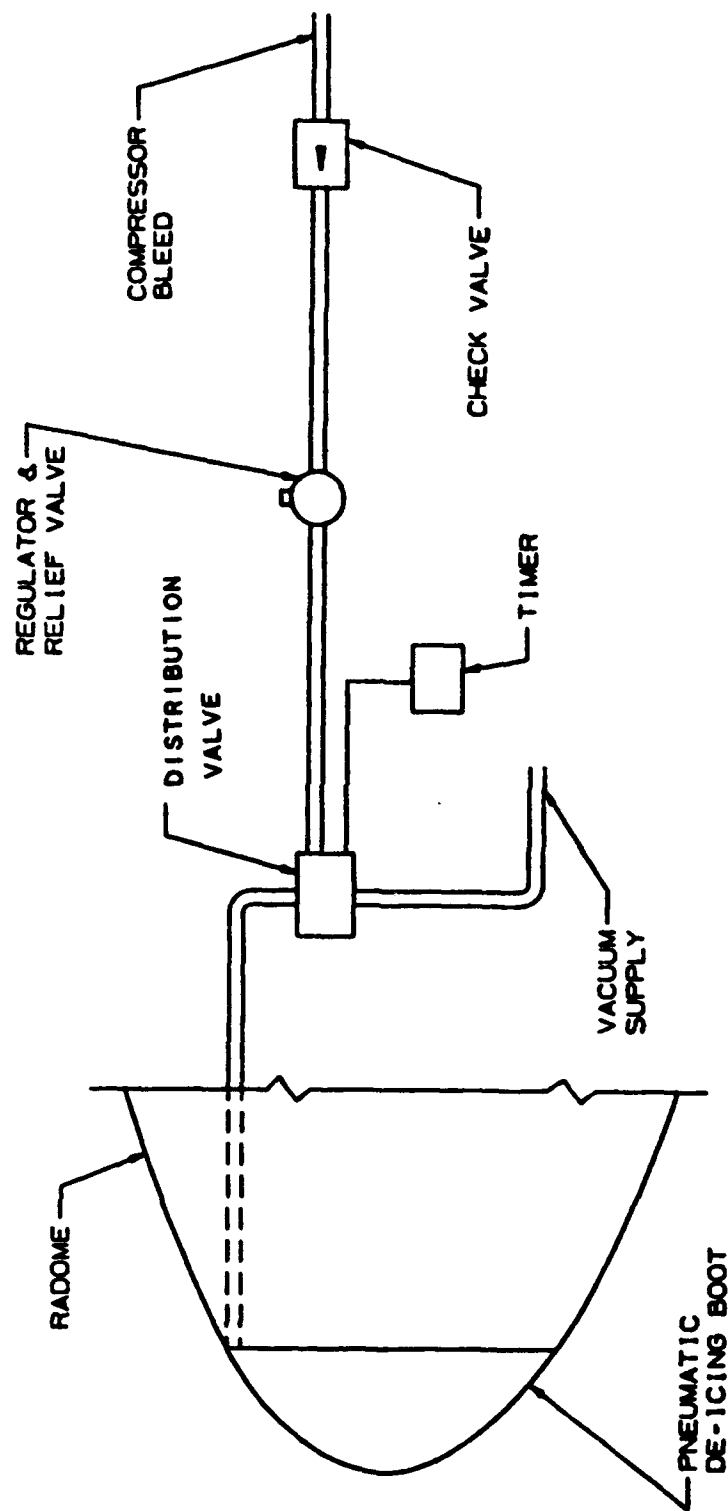 RADOME
PNEUMATIC
DE-ICING BOOT
VACUUM
SUPPLY
DISTRIBUTION
VALVE
TIMER
REGULATOR &
RELIEF VALVE
CHECK VALVE
COMPRESSOR
BLEED